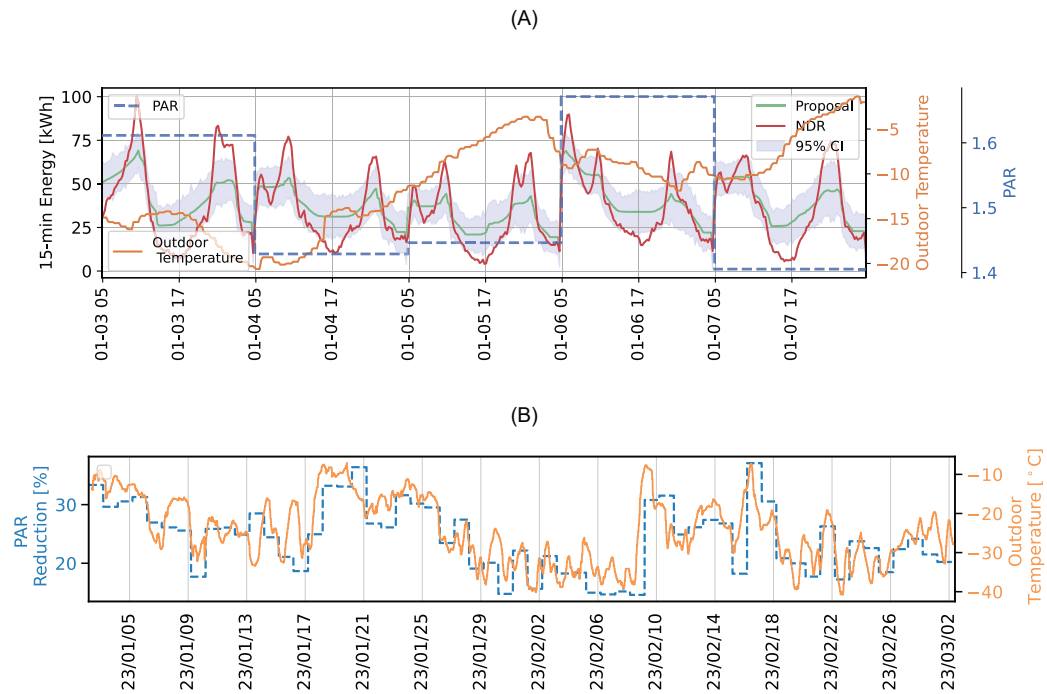 (A)
100
75
50
25
0
15-min Energy [kWh]
PAR
Outdoor
Temperature
Proposal
NDR
95% CI
−5
−10
−15
−20
Outdoor Temperature
1.6
1.5
1.4
PAR
01-03 05
01-03 17
01-04 05
01-04 17
01-05 05
01-05 17
01-06 05
01-06 17
01-07 05
01-07 17
(B)
PAR
Reduction [%]
30
20
−10
−20
−30
−40
Outdoor
Temperature [°C]
23/01/05
23/01/09
23/01/13
23/01/17
23/01/21
23/01/25
23/01/29
23/02/02
23/02/06
23/02/10
23/02/14
23/02/18
23/02/22
23/02/26
23/03/02